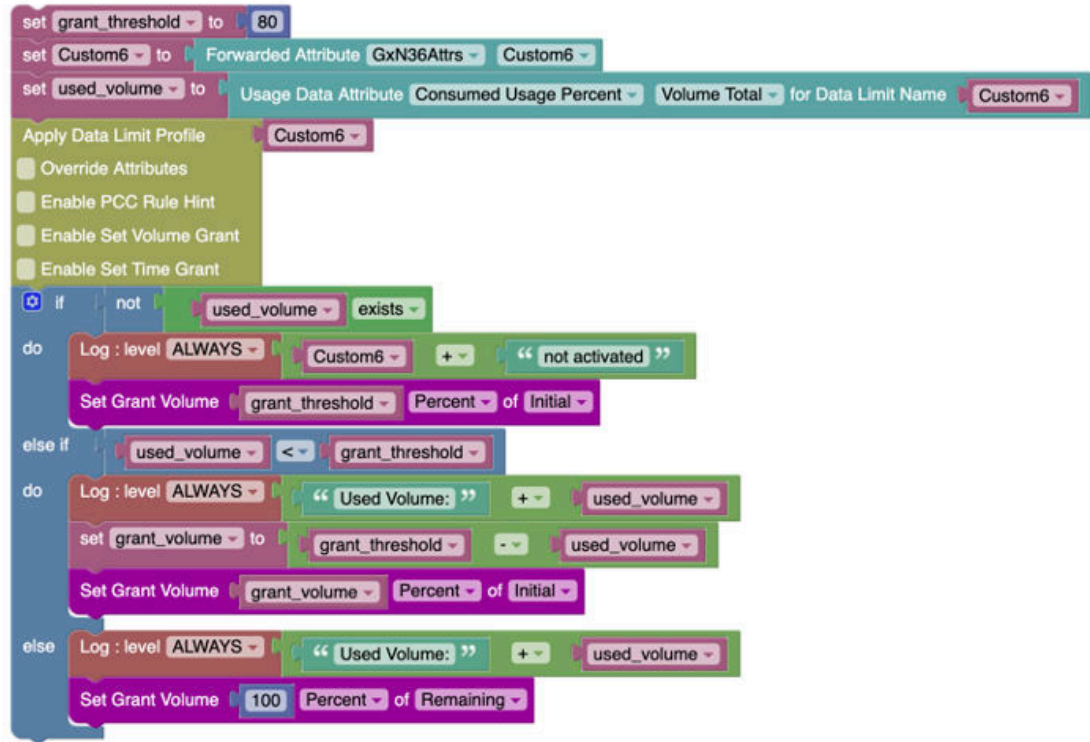 set grant_threshold to 80
set Custom6 to Forwarded Attribute GxN36Attrs Custom6
set used_volume to Usage Data Attribute Consumed Usage Percent Volume Total for Data Limit Name Custom6
Apply Data Limit Profile Custom6
Override Attributes
Enable PCC Rule Hint
Enable Set Volume Grant
Enable Set Time Grant
if not used_volume exists
do Log : level ALWAYS Custom6 + “ not activated ”
Set Grant Volume grant_threshold Percent of Initial
else if used_volume < grant_threshold
do Log : level ALWAYS “ Used Volume: ” + used_volume
set grant_volume to grant_threshold - used_volume
Set Grant Volume grant_volume Percent of Initial
else Log : level ALWAYS “ Used Volume: ” + used_volume
Set Grant Volume 100 Percent of Remaining